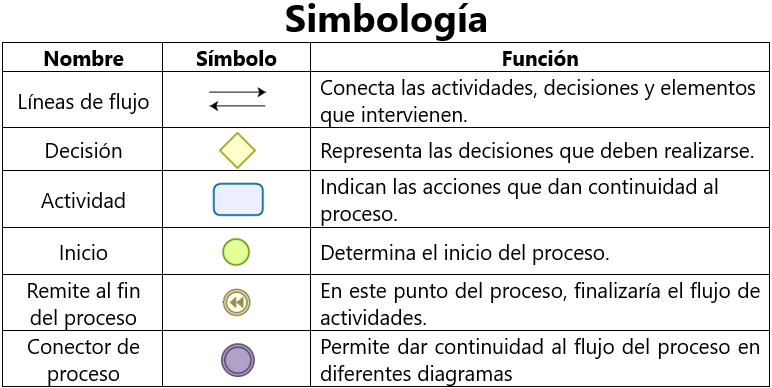 Simbología
Nombre Símbolo Función
Líneas de flujo
Conecta las actividades, decisiones y elementos
que intervienen.
Decisión
Representa las decisiones que deben realizarse.
Actividad
Indican las acciones que dan continuidad al
proceso.
Inicio
Determina el inicio del proceso.
Remite al fin
del proceso
En este punto del proceso, finalizaría el flujo de
actividades.
Conector de
proceso
Permite dar continuidad al flujo del proceso en
diferentes diagramas